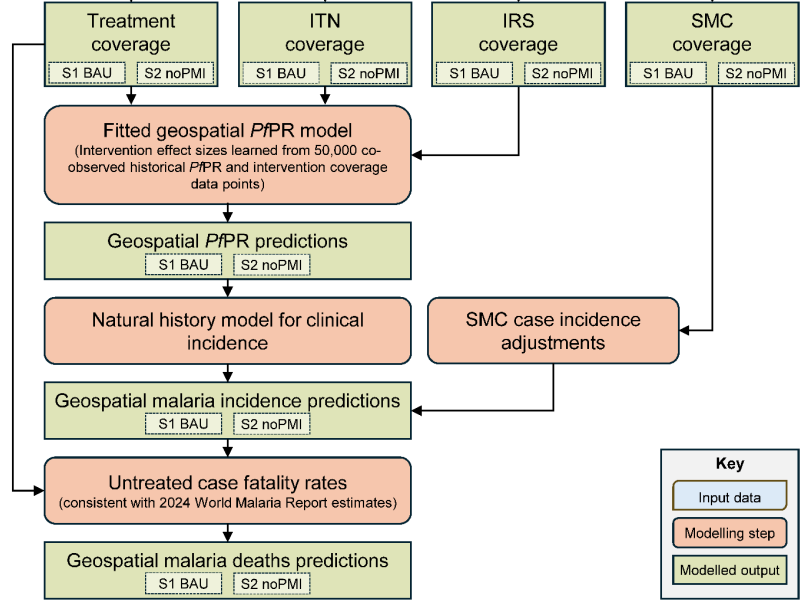 Treatment
coverage
S1 BAU
S2 noPMI
ITN
coverage
S1 BAU
S2 noPMI
IRS
coverage
S1 BAU
S2 noPMI
SMC
coverage
S1 BAU
S2 noPMI
Fitted geospatial PfPR model
(Intervention effect sizes learned from 50,000 co-
observed historical PfPR and intervention coverage
data points)
Geospatial PfPR predictions
S1 BAU
S2 noPMI
Natural history model for clinical
incidence
SMC case incidence
adjustments
Geospatial malaria incidence predictions
S1 BAU
S2 noPMI
Untreated case fatality rates
(consistent with 2024 World Malaria Report estimates)
Geospatial malaria deaths predictions
S1 BAU
S2 noPMI
Key
Input data
Modelling step
Modelled output